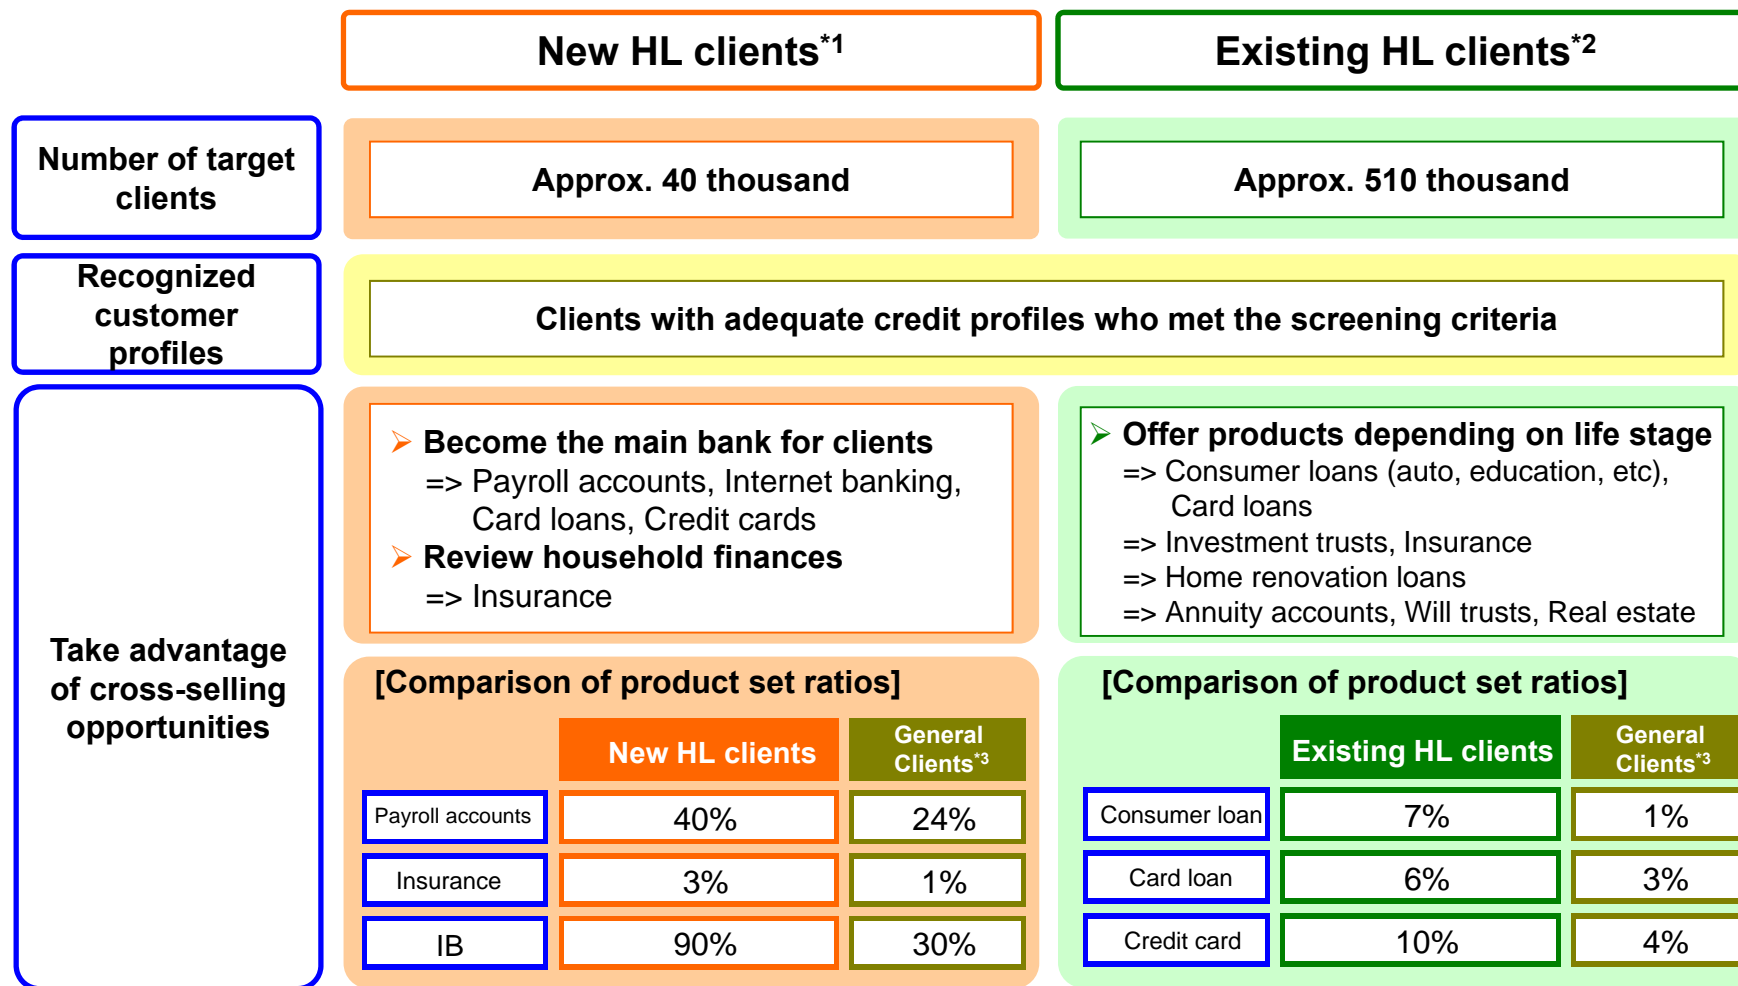 New HL clients*1
Existing HL clients*2
Number of target
clients
Approx. 40 thousand
Approx. 510 thousand
Recognized
customer
profiles
Clients with adequate credit profiles who met the screening criteria
Take advantage
of cross-selling
opportunities
➢ Become the main bank for clients
=> Payroll accounts, Internet banking,
Card loans, Credit cards
➢ Review household finances
=> Insurance
➢ Offer products depending on life stage
=> Consumer loans (auto, education, etc),
Card loans
=> Investment trusts, Insurance
=> Home renovation loans
=> Annuity accounts, Will trusts, Real estate
[Comparison of product set ratios]
New HL clients
General
Clients*3
Payroll accounts 40% 24%
Insurance 3% 1%
IB 90% 30%
[Comparison of product set ratios]
Existing HL clients
General
Clients*3
Consumer loan 7% 1%
Card loan 6% 3%
Credit card 10% 4%